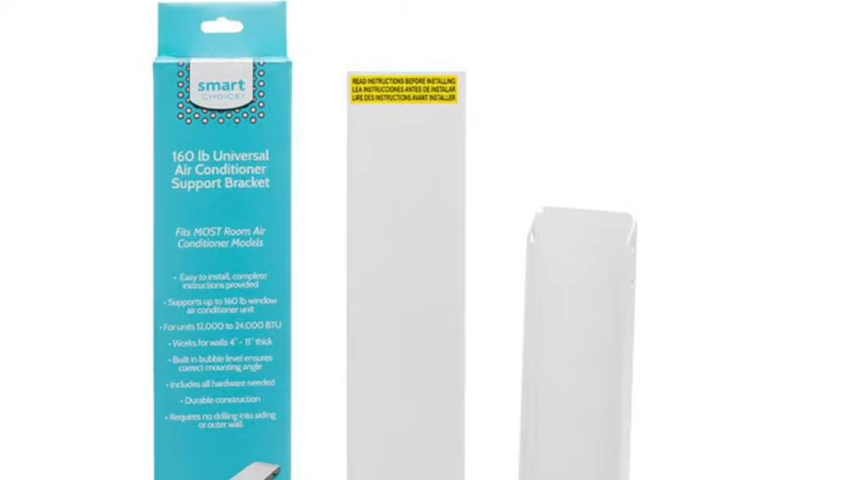 smart
CHOICE
160 lb Universal
Air Conditioner
Support Bracket
Fits MOST Room Air
Conditioner Models
• Easy to install, complete
instructions provided
• Supports up to 160 lb window
air conditioner unit
• For units 12,000 to 24,000 BTU
• Works for walls 4" - 15" thick
• Built in bubble level ensures
correct mounting angle
• Includes all hardware needed
• Durable construction
• Requires no drilling into siding
or outer wall
READ INSTRUCTIONS BEFORE INSTALLING
LEA INSTRUCCIONES ANTES DE INSTALAR
LIRE DES INSTRUCTIONS AVANT INSTALLER